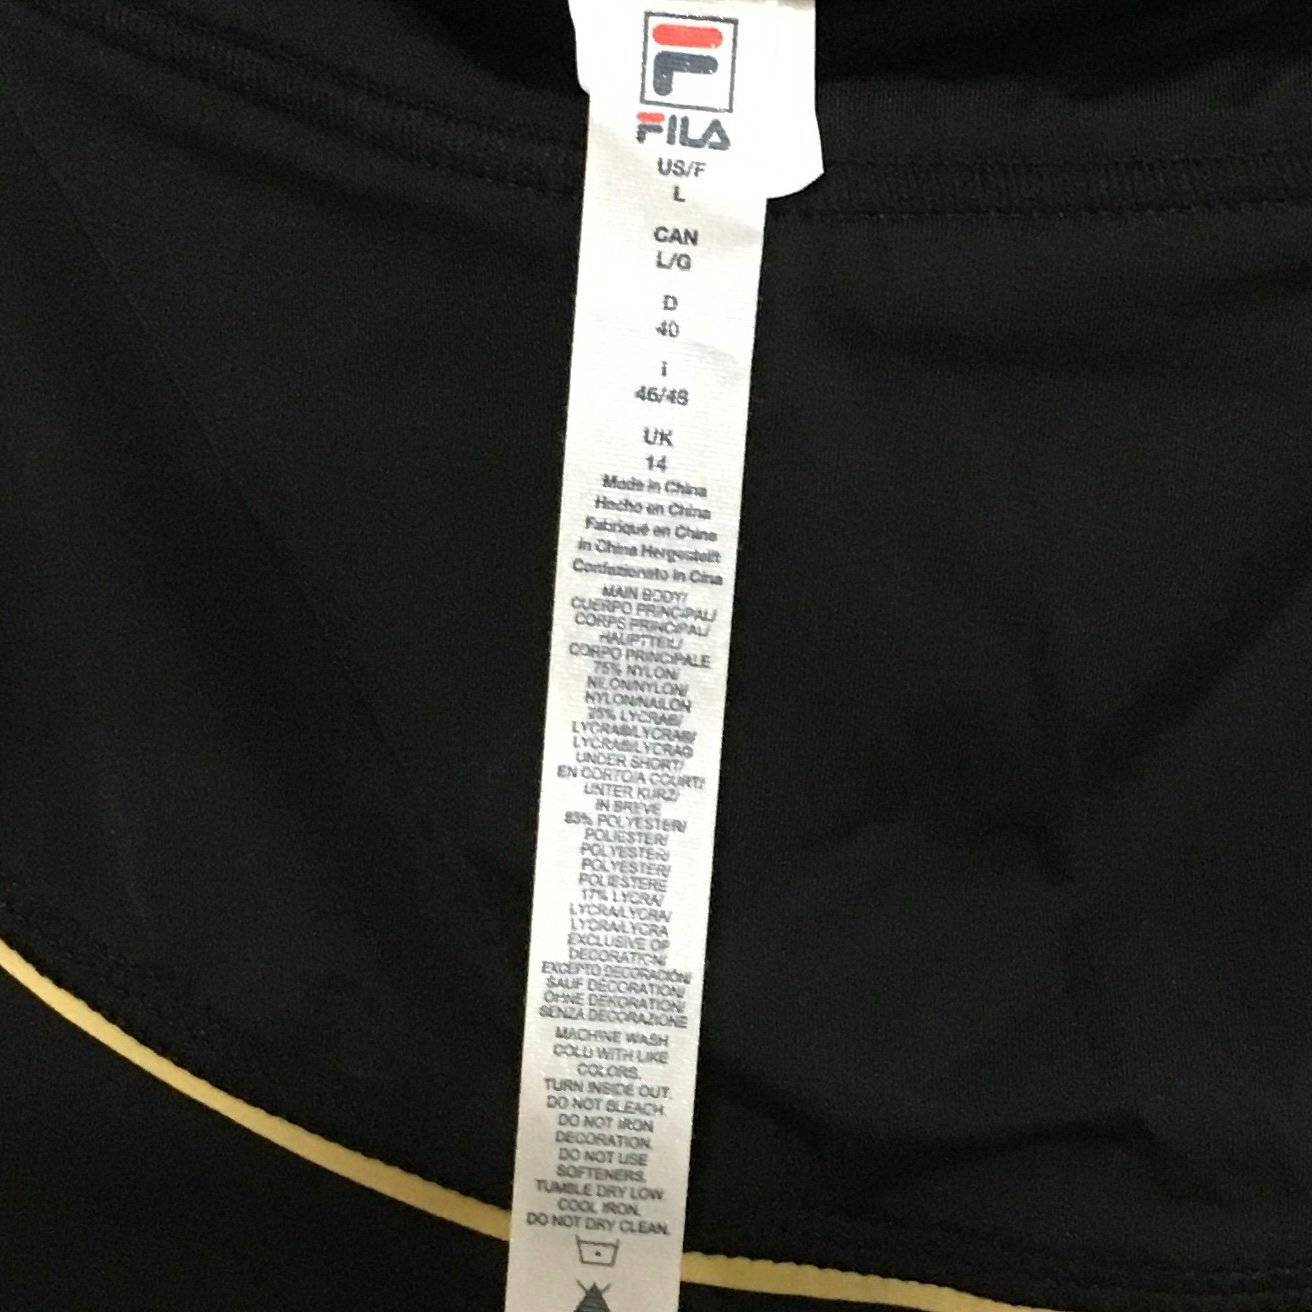 FILA
US/F
L
CAN
L/G
D
40
I
46/48
UK
14
Made in China
Hecho en China
Fabriqué en China
In China Hergestellt
Confezionato in Cina
MAIN BODY/
CUERPO PRINCIPAL/
CORPS PRINCIPAL/
HAUPTTEIL/
CORPO PRINCIPALE
75% NYLON/
NILON/NYLON/
NYLON/NAILON
25% LYCRA®/
LYCRA®/LYCRA®/
LYCRA®/LYCRA®
UNDER SHORT/
EN CORTO/A COURT/
UNTER KURZ/
IN BREVE
83% POLYESTER/
POLIESTER/
POLYESTER/
POLYESTER/
POLIESTERE
17% LYCRA/
LYCRA/LYCRA/
LYCRA/LYCRA
EXCLUSIVE OF
DECORATION/
EXCEPTO DECORACIÓN/
SAUF DÉCORATION/
OHNE DEKORATION/
SENZA DECORAZIONE
MACHINE WASH
COLD WITH LIKE
COLORS.
TURN INSIDE OUT.
DO NOT BLEACH.
DO NOT IRON
DECORATION.
DO NOT USE
SOFTENERS.
TUMBLE DRY LOW
COOL IRON.
DO NOT DRY CLEAN.